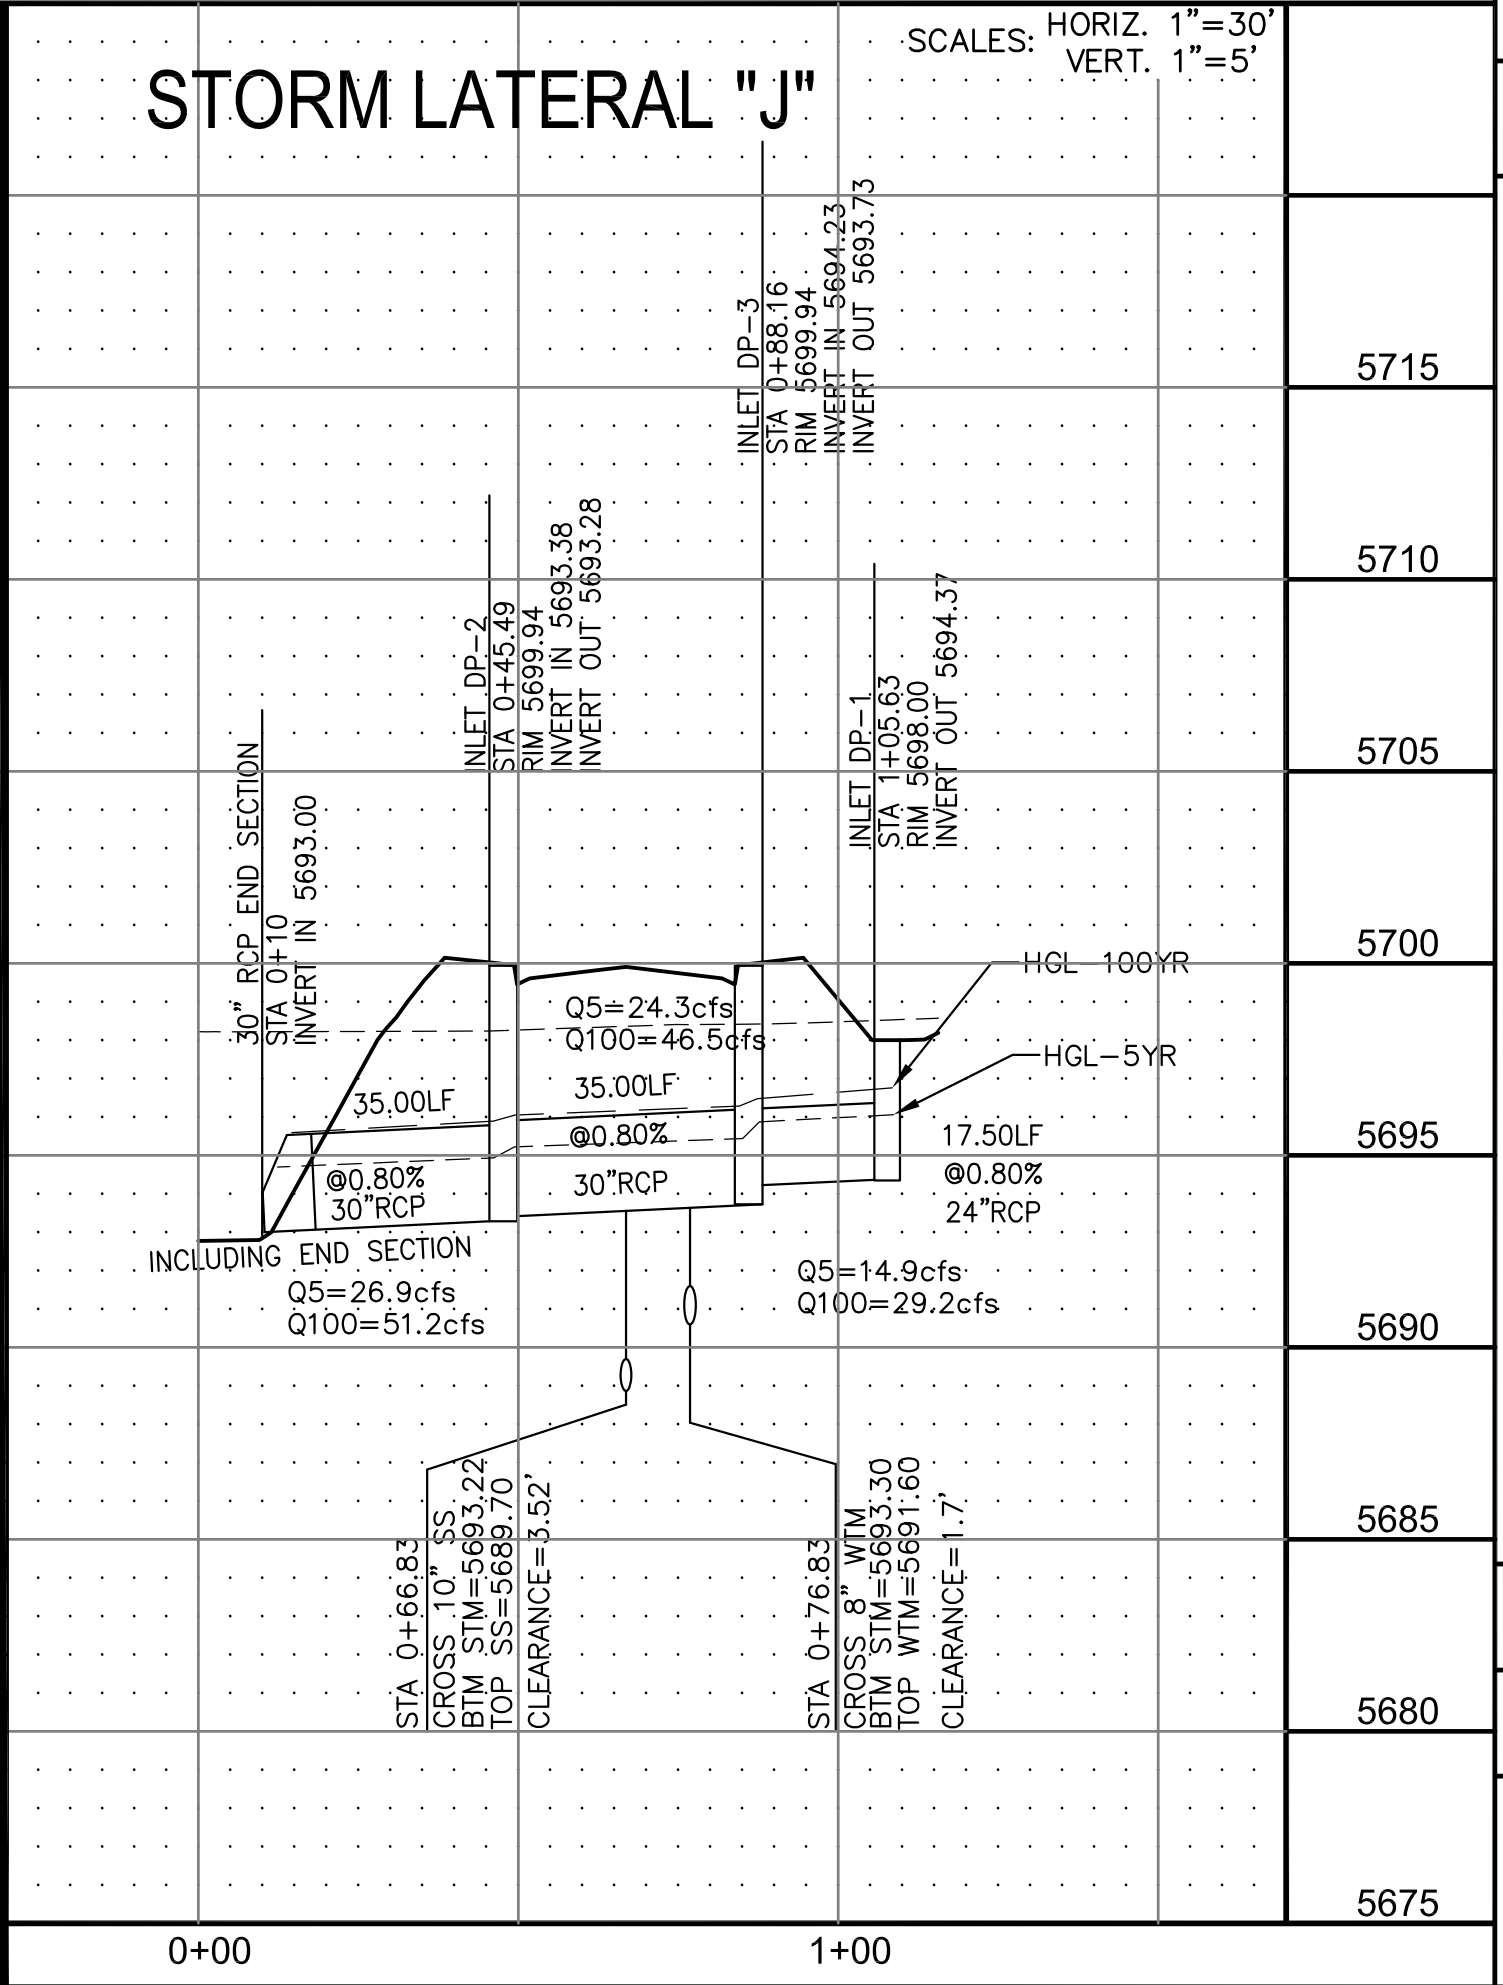 SCALES: HORIZ. 1"=30'
VERT. 1"=5'
STORM LATERAL "J"
INLET DP-3
STA 0+88.16
RIM 5699.94
INVERT IN 5694.23
INVERT OUT 5693.73
INLET DP-2
STA 0+45.49
RIM 5699.94
INVERT IN 5693.38
INVERT OUT 5693.28
INLET DP-1
STA 1+05.63
RIM 5698.00
INVERT OUT 5694.37
30" RCP END SECTION
STA 0+10
INVERT IN 5693.00
HGL-100YR
HGL-5YR
Q5=24.3cfs
Q100=46.5cfs
35.00LF
@0.80%
30"RCP
INCLUDING END SECTION
Q5=26.9cfs
Q100=51.2cfs
35.00LF
@0.80%
30"RCP
17.50LF
@0.80%
24"RCP
Q5=14.9cfs
Q100=29.2cfs
STA 0+66.83
CROSS 10" SS
BTM STM=5693.22
TOP SS=5689.70
CLEARANCE=3.52'
STA 0+76.83
CROSS 8" WTM
BTM STM=5693.30
TOP WTM=5691.60
CLEARANCE=1.7'
5715
5710
5705
5700
5695
5690
5685
5680
5675
0+00
1+00